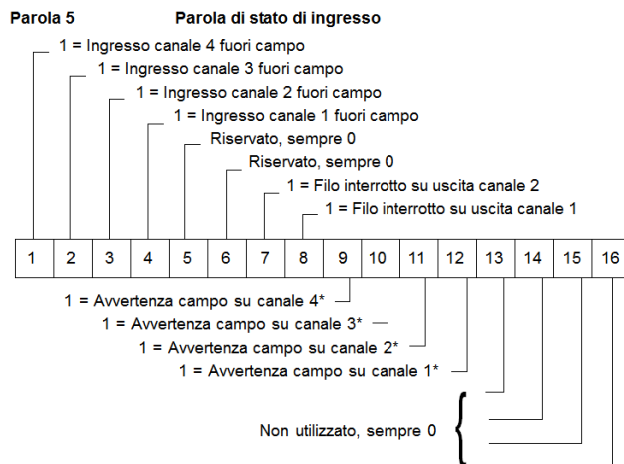 Parola 5 Parola di stato di ingresso
1 = Ingresso canale 4 fuori campo
1 = Ingresso canale 3 fuori campo
1 = Ingresso canale 2 fuori campo
1 = Ingresso canale 1 fuori campo
Riservato, sempre 0
Riservato, sempre 0
1 = Filo interrotto su uscita canale 2
1 = Filo interrotto su uscita canale 1
1 2 3 4 5 6 7 8 9 10 11 12 13 14 15 16
1 = Avvertenza campo su canale 4*
1 = Avvertenza campo su canale 3*
1 = Avvertenza campo su canale 2*
1 = Avvertenza campo su canale 1*
Non utilizzato, sempre 0